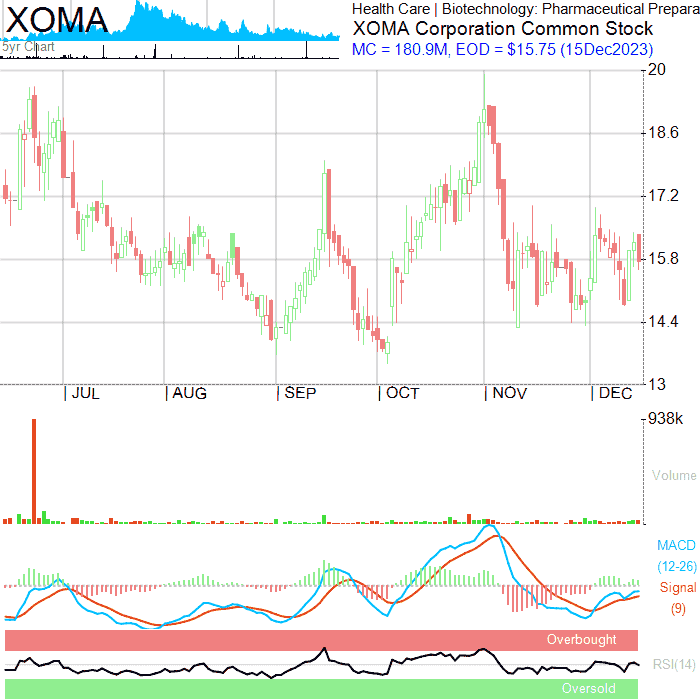 XOMA
5yr Chart
Health Care | Biotechnology: Pharmaceutical Prepara
XOMA Corporation Common Stock
MC = 180.9M, EOD = $15.75 (15Dec2023)
20
18.6
17.2
15.8
14.4
13
| JUL | AUG | SEP | OCT | NOV | DEC
938k
Volume
MACD
(12-26)
Signal
(9)
Overbought
RSI(14)
Oversold